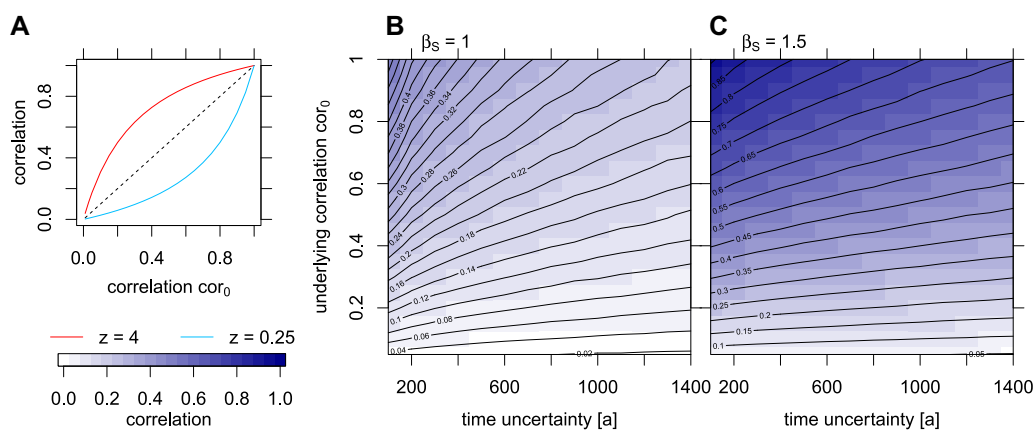 A
correlation
0.0 0.4 0.8
0.0 0.4 0.8
correlation cor0
z = 4
z = 0.25
0.0 0.2 0.4 0.6 0.8 1.0
correlation
B
βS = 1
underlying correlation cor0
1
0.8
0.6
0.4
0.2
0.4
0.38
0.36
0.34
0.32
0.3
0.28
0.26
0.24
0.22
0.2
0.18
0.16
0.14
0.12
0.1
0.08
0.06
0.04
0.02
200 600 1000 1400
time uncertainty [a]
C
βS = 1.5
0.85
0.8
0.75
0.7
0.65
0.6
0.55
0.5
0.45
0.4
0.35
0.3
0.25
0.2
0.15
0.1
0.05
200 600 1000 1400
time uncertainty [a]